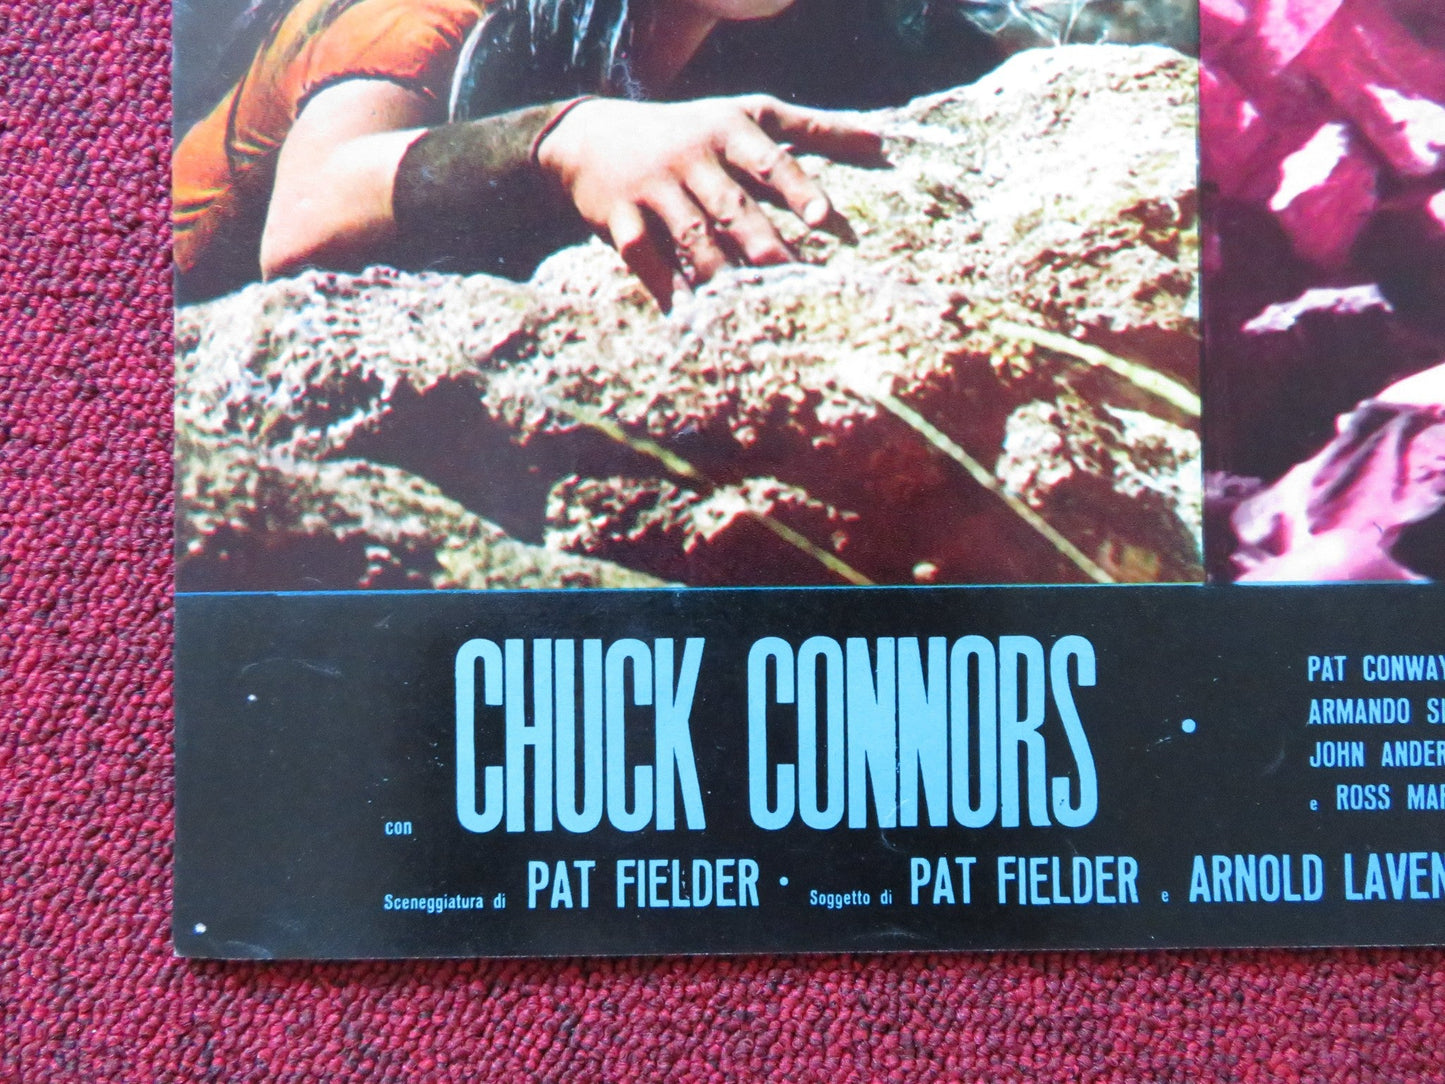 con CHUCK CONNORS •
PAT CONWAY
ARMANDO
JOHN
e ROSS
Sceneggiatura di PAT FIELDER • Soggetto di PAT FIELDER e ARNOLD